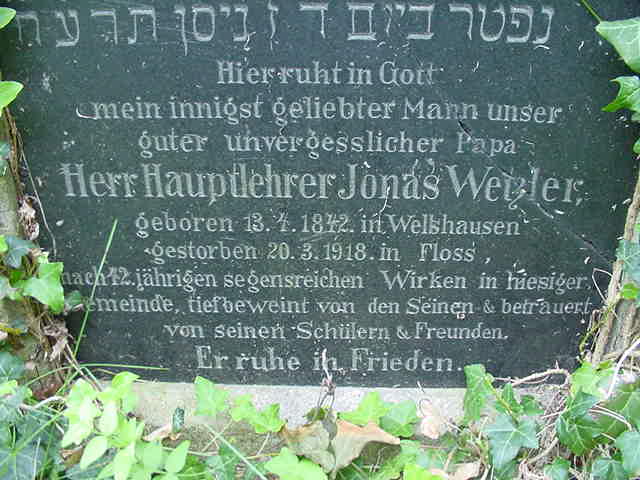 נפטר ביום ד ז ניסן תרעח
Hier ruht in Gott
mein innigst geliebter Mann unser
guter unvergesslicher Papa
Herr Hauptlehrer Jonas Wetzler,
geboren 13. 4. 1842. in Welbhausen
gestorben 20. 3. 1918. in Floss,
nach 42. jährigen segensreichen Wirken in hiesiger
emeinde, tiefbeweint von den Seinen & betrauert
von seinen Schülern & Freunden.
Er ruhe in Frieden.